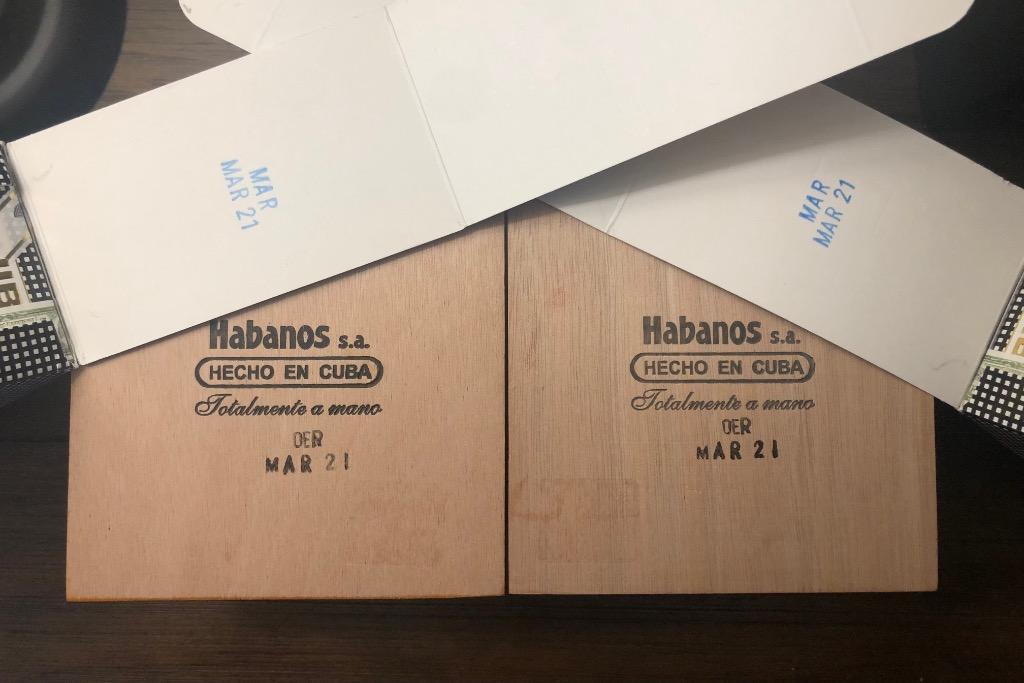 MAR
MAR 21
MAR
MAR 21
Habanos s.a.
HECHO EN CUBA
Totalmente a mano
OER
MAR 21
Habanos s.a.
HECHO EN CUBA
Totalmente a mano
OER
MAR 21